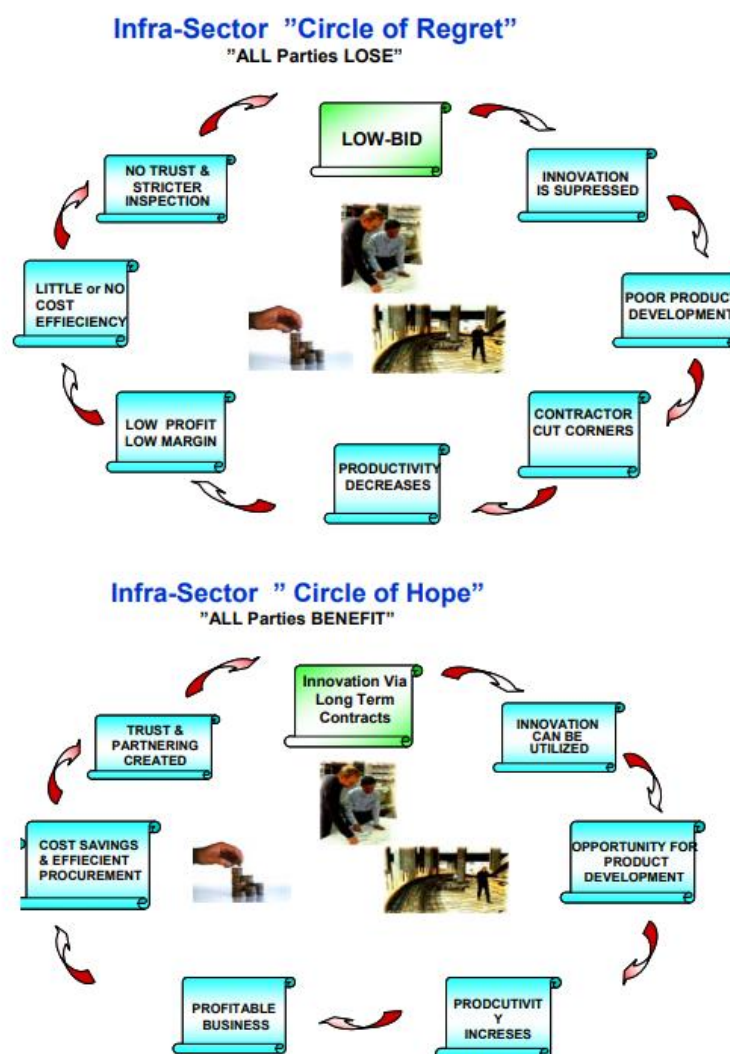 Infra-Sector ”Circle of Regret”
”ALL Parties LOSE”
LOW-BID
INNOVATION
IS SUPRESSED
POOR PRODUCT
DEVELOPMENT
CONTRACTOR
CUT CORNERS
PRODUCTIVITY
DECREASES
LOW PROFIT
LOW MARGIN
LITTLE or NO
COST
EFFIECIENCY
NO TRUST &
STRICTER
INSPECTION
Infra-Sector ” Circle of Hope”
”ALL Parties BENEFIT”
Innovation Via
Long Term
Contracts
INNOVATION
CAN BE
UTILIZED
OPPORTUNITY FOR
PRODUCT
DEVELOPMENT
PRODCUTIVIT
Y
INCRESES
PROFITABLE
BUSINESS
COST SAVINGS
& EFFIECIENT
PROCUREMENT
TRUST &
PARTNERING
CREATED